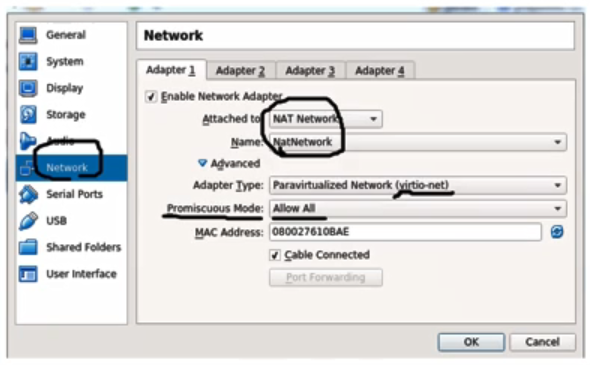 General
System
Display
Storage
Audio
Network
Serial Ports
USB
Shared Folders
User Interface
Network
Adapter 1 Adapter 2 Adapter 3 Adapter 4
Enable Network Adapter
Attached to: NAT Network
Name: NatNetwork
Advanced
Adapter Type: Paravirtualized Network (virtio-net)
Promiscuous Mode: Allow All
MAC Address: 080027610BAE
Cable Connected
Port Forwarding
OK Cancel